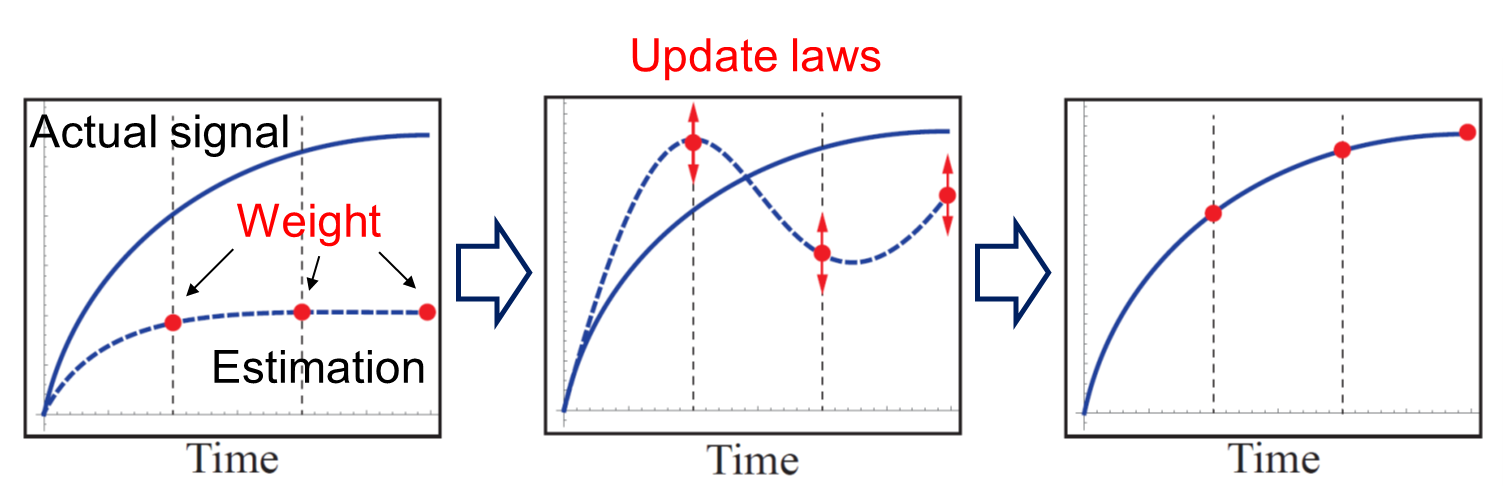 Update laws
Actual signal
Weight
Estimation
Time
Time
Time